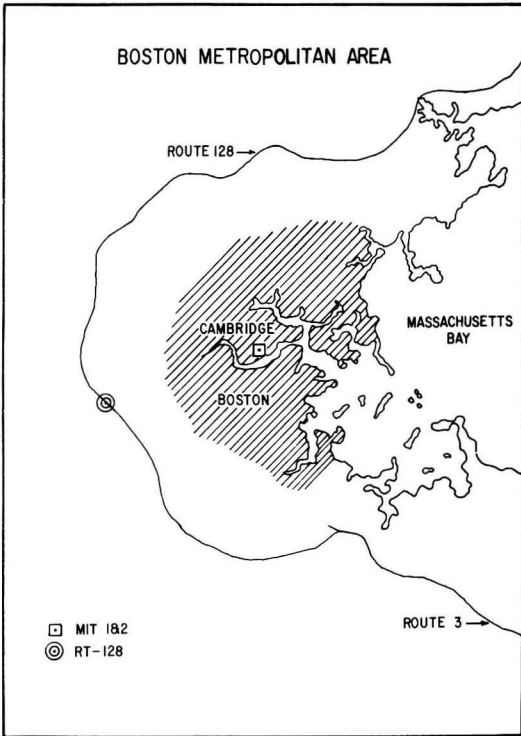 BOSTON METROPOLITAN AREA
ROUTE 128
CAMBRIDGE
MASSACHUSETTS
BAY
BOSTON
ROUTE 3
MIT 1&2
RT-128